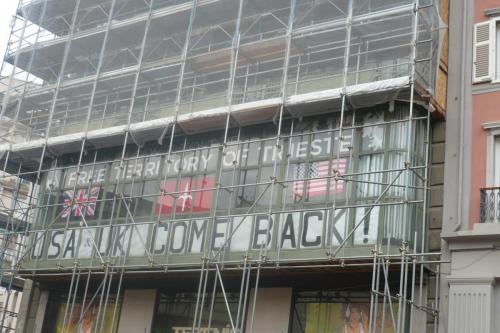 FREE TERRITORY OF TRIESTE
USA & UK COME BACK!